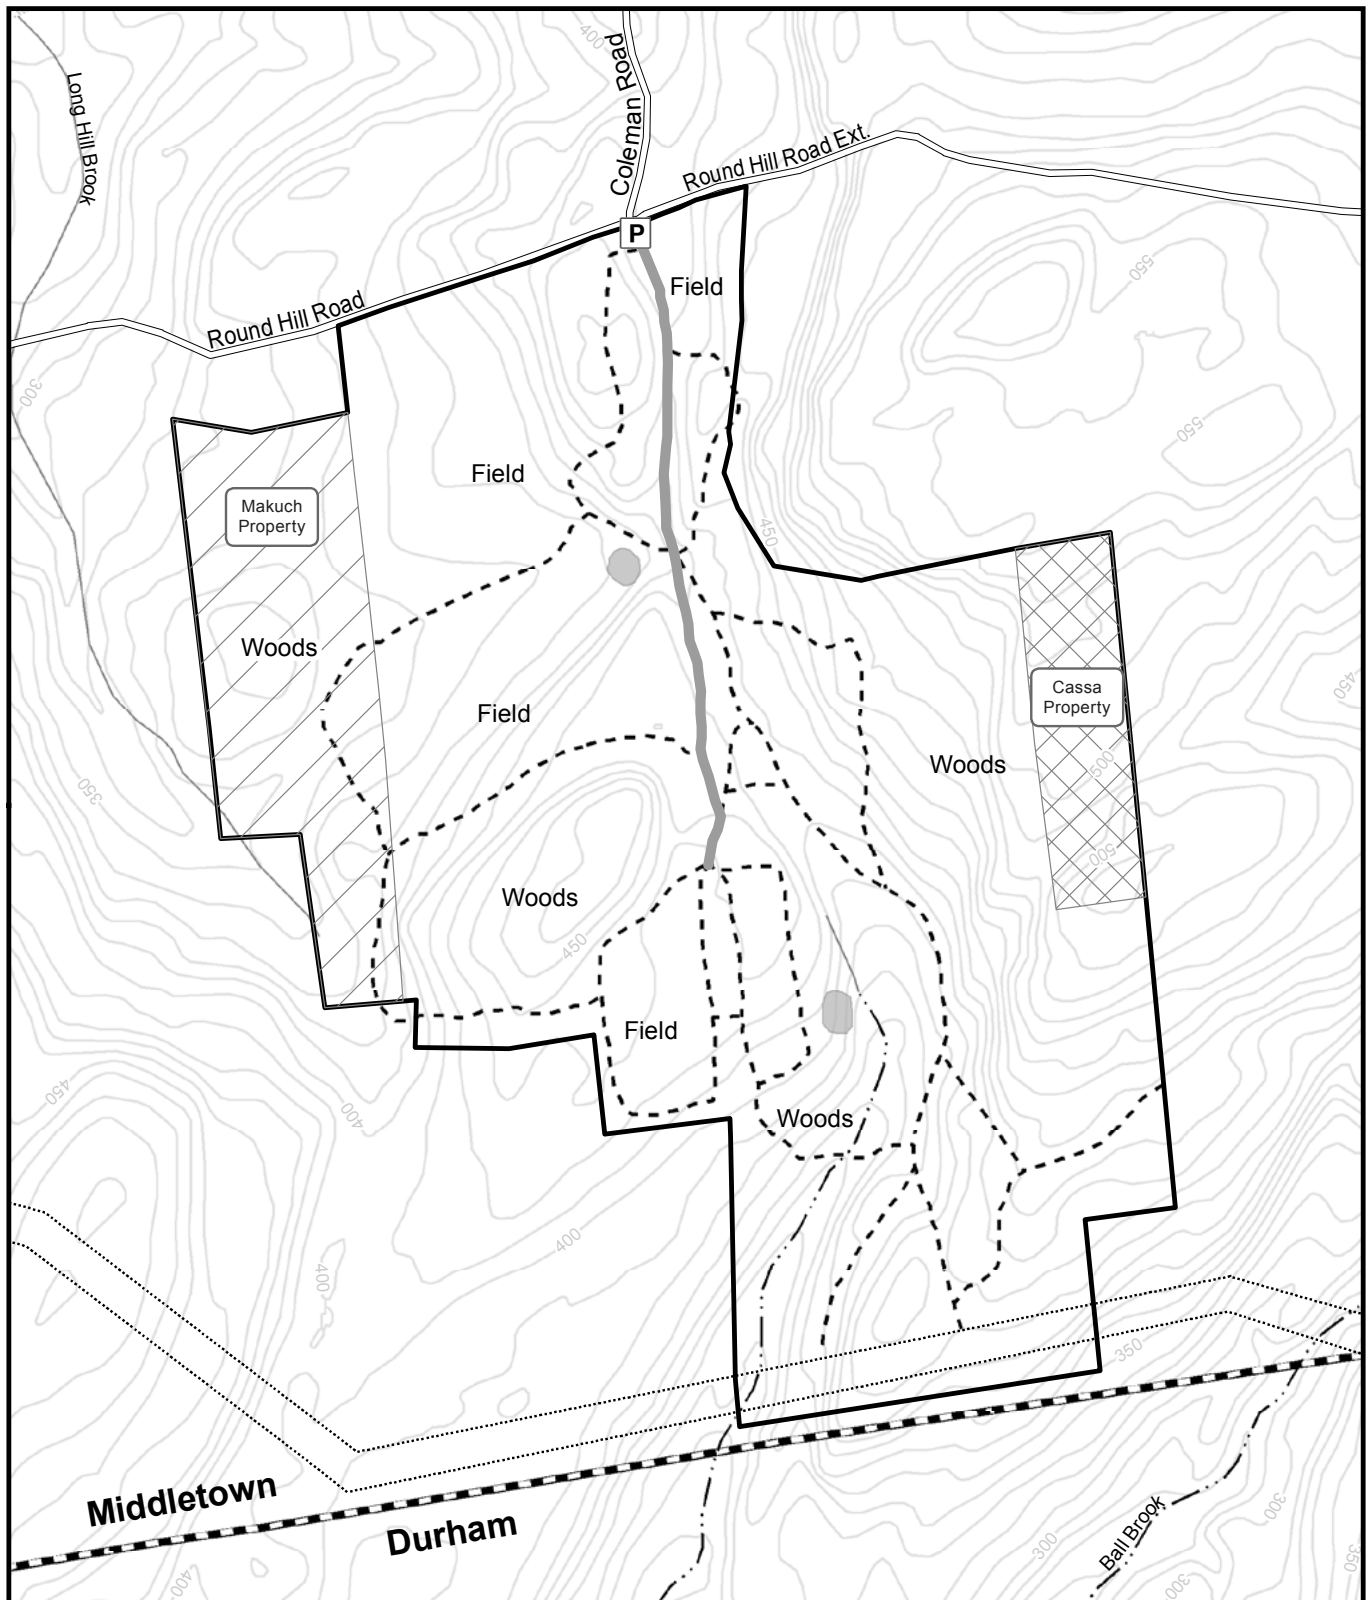 400
Coleman Road
Long Hill Brook
Round Hill Road Ext.
P
Field
550
Round Hill Road
300
550
Field
Makuch
Property
450
Woods
Cassa
Property
450
Field
Woods
500
350
500
Woods
450
Field
450
400
Woods
400
400
350
Middletown
Durham
300
300
Ball Brook
350
400
300